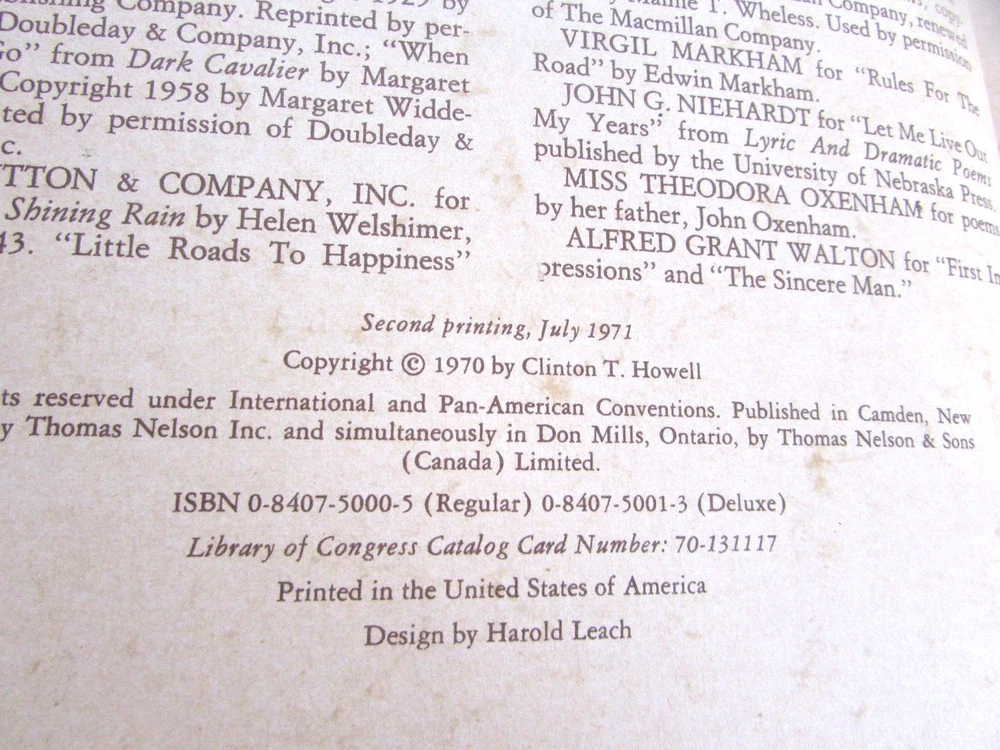 blishing Company. Reprinted by per-
Doubleday & Company, Inc.; "When
Go" from Dark Cavalier by Margaret
Copyright 1958 by Margaret Widde-
ted by permission of Doubleday &
c.
TTON & COMPANY, INC. for
Shining Rain by Helen Welshimer,
43. "Little Roads To Happiness"
Company, renewed
T. Wheless. Used by permission
of The Macmillan Company.
VIRGIL MARKHAM for "Rules For The
Road" by Edwin Markham.
JOHN G. NIEHARDT for "Let Me Live Out
My Years" from Lyric And Dramatic Poems
published by the University of Nebraska Press.
MISS THEODORA OXENHAM for poems
by her father, John Oxenham.
ALFRED GRANT WALTON for "First Im
pressions" and "The Sincere Man."
Second printing, July 1971
Copyright © 1970 by Clinton T. Howell
ts reserved under International and Pan-American Conventions. Published in Camden, New
y Thomas Nelson Inc. and simultaneously in Don Mills, Ontario, by Thomas Nelson & Sons
(Canada) Limited.
ISBN 0-8407-5000-5 (Regular) 0-8407-5001-3 (Deluxe)
Library of Congress Catalog Card Number: 70-131117
Printed in the United States of America
Design by Harold Leach